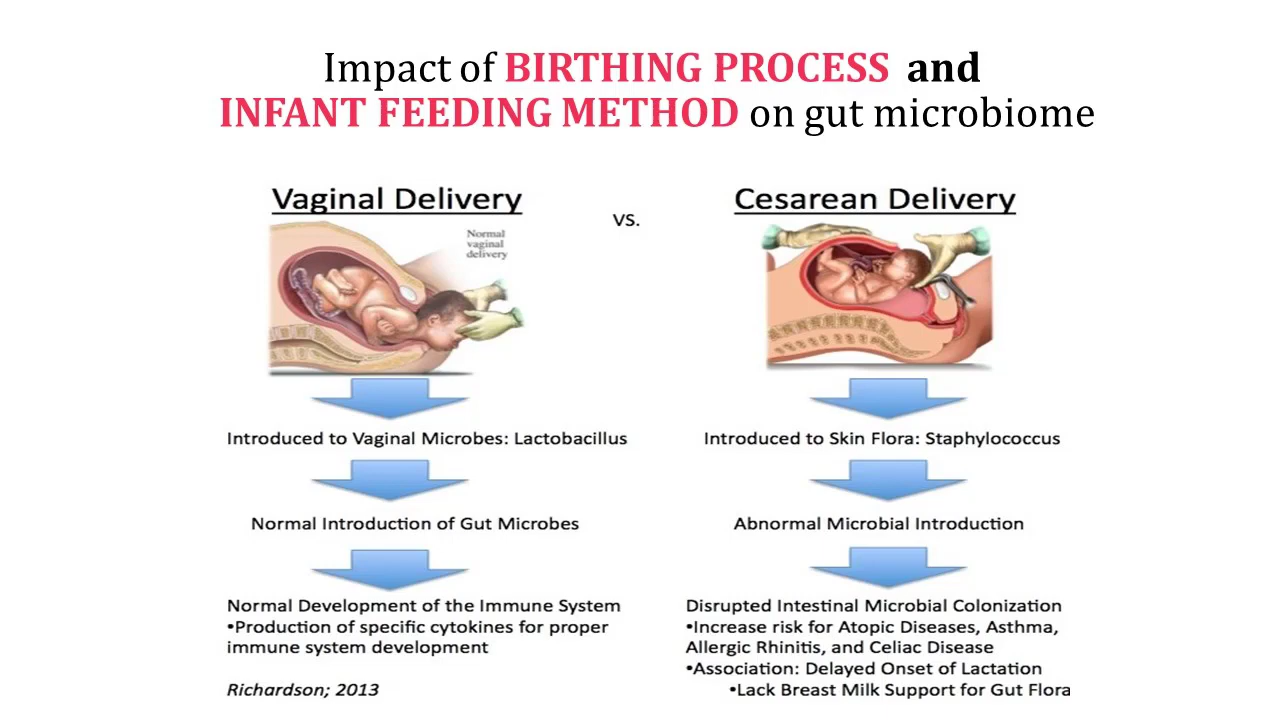 Impact of BIRTHING PROCESS and
INFANT FEEDING METHOD on gut microbiome
Vaginal Delivery
vs.
Cesarean Delivery
Normal
vaginal
delivery
Introduced to Vaginal Microbes: Lactobacillus
Normal Introduction of Gut Microbes
Normal Development of the Immune System
•Production of specific cytokines for proper
immune system development
Richardson; 2013
Introduced to Skin Flora: Staphylococcus
Abnormal Microbial Introduction
Disrupted Intestinal Microbial Colonization
•Increase risk for Atopic Diseases, Asthma,
Allergic Rhinitis, and Celiac Disease
•Association: Delayed Onset of Lactation
•Lack Breast Milk Support for Gut Flora